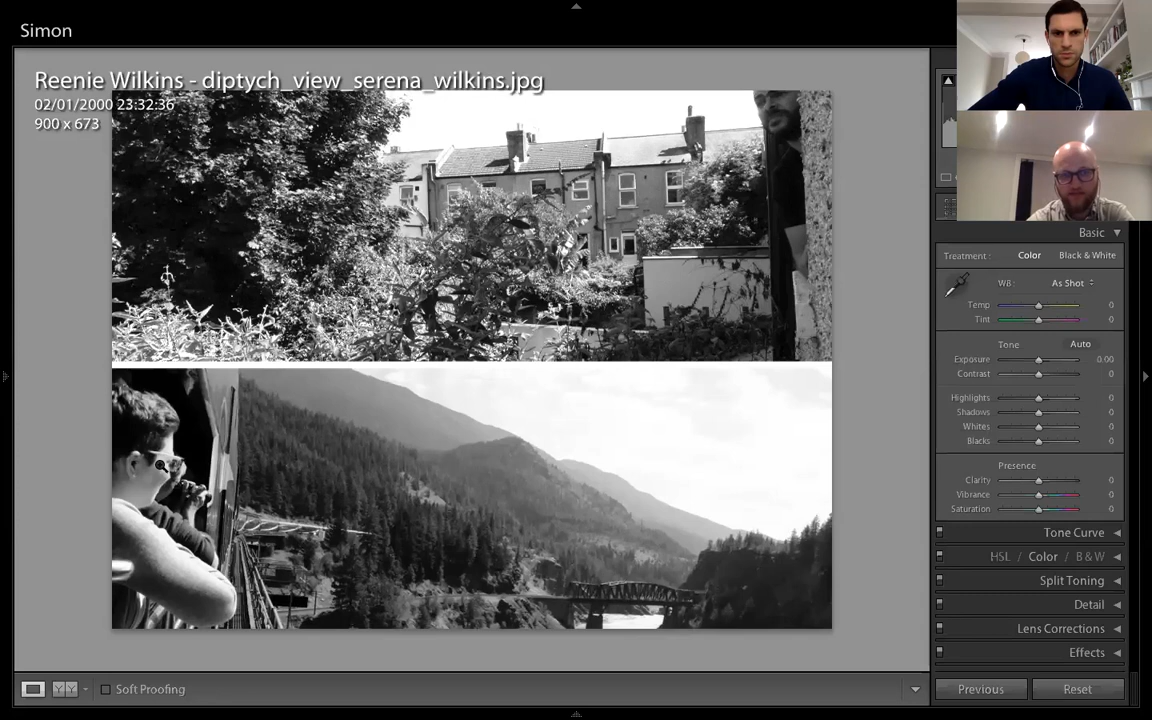 Simon
Reenie Wilkins - diptych_view_serena_wilkins.jpg
02/01/2000 23:32:36
900 x 673
Basic
Treatment : Color Black & White
WB: As Shot
Temp 0
Tint 0
Tone Auto
Exposure 0.00
Contrast 0
Highlights 0
Shadows 0
Whites 0
Blacks 0
Presence
Clarity 0
Vibrance 0
Saturation 0
Tone Curve
HSL / Color / B & W
Split Toning
Detail
Lens Corrections
Effects
Soft Proofing
Previous Reset